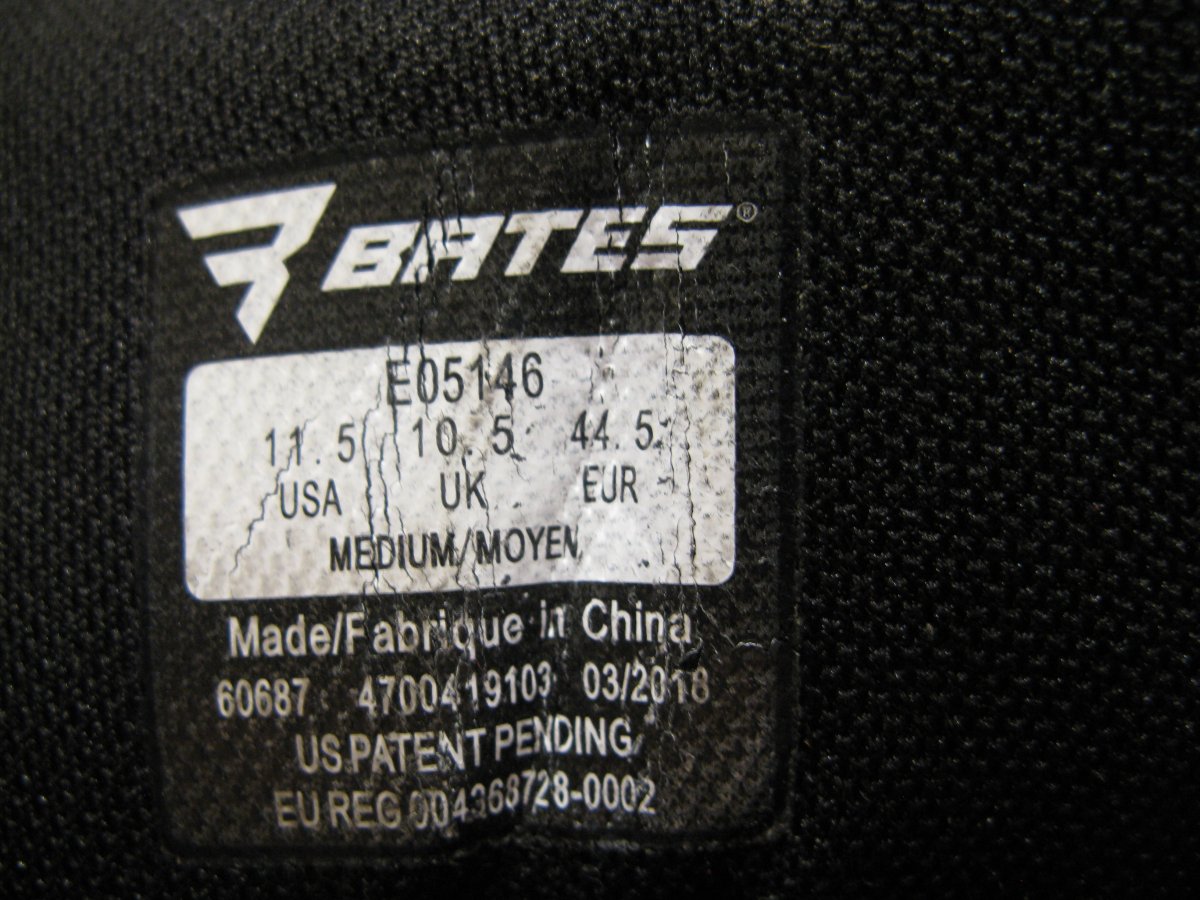 BATES®
E05146
11.5 10.5 44.5
USA UK EUR
MEDIUM/MOYEN
Made/Fabrique in China
60687 4700419103 03/2018
US PATENT PENDING
EU REG 004368728-0002